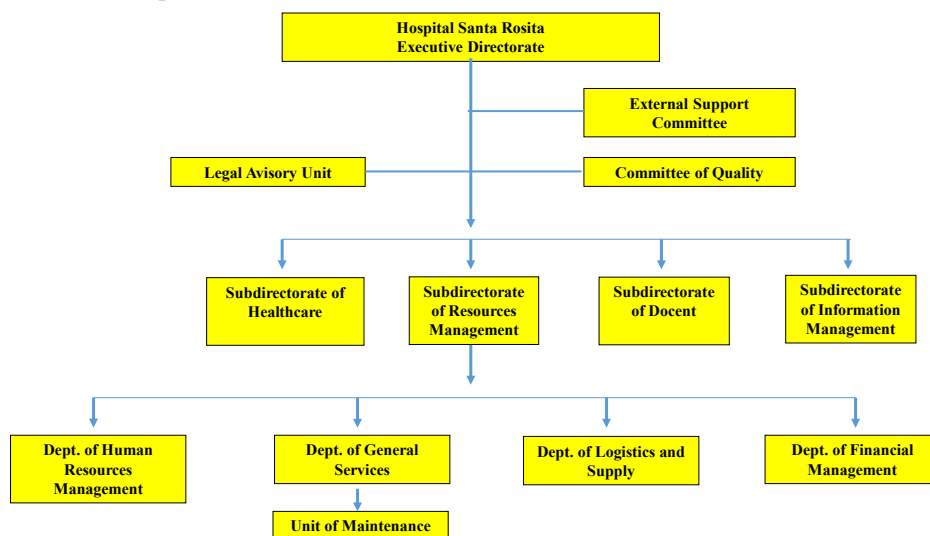 Hospital Santa Rosita
Executive Directorate
External Support
Committee
Legal Avisory Unit
Committee of Quality
Subdirectorate of
Healthcare
Subdirectorate
of Resources
Management
Subdirectorate
of Docent
Subdirectorate
of Information
Management
Dept. of Human
Resources
Management
Dept. of General
Services
Dept. of Logistics and
Supply
Dept. of Financial
Management
Unit of Maintenance